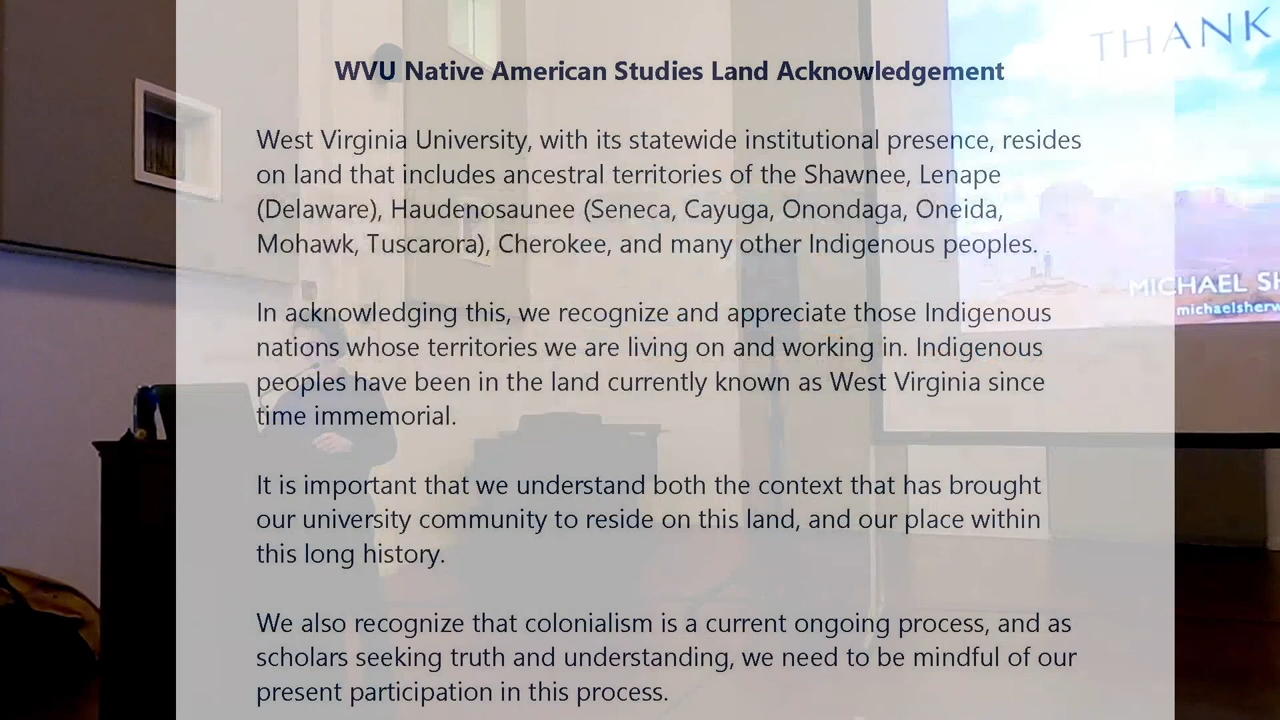 WVU Native American Studies Land Acknowledgement
West Virginia University, with its statewide institutional presence, resides
on land that includes ancestral territories of the Shawnee, Lenape
(Delaware), Haudenosaunee (Seneca, Cayuga, Onondaga, Oneida,
Mohawk, Tuscarora), Cherokee, and many other Indigenous peoples.
In acknowledging this, we recognize and appreciate those Indigenous
nations whose territories we are living on and working in. Indigenous
peoples have been in the land currently known as West Virginia since
time immemorial.
It is important that we understand both the context that has brought
our university community to reside on this land, and our place within
this long history.
We also recognize that colonialism is a current ongoing process, and as
scholars seeking truth and understanding, we need to be mindful of our
present participation in this process.
THANK
MICHAEL